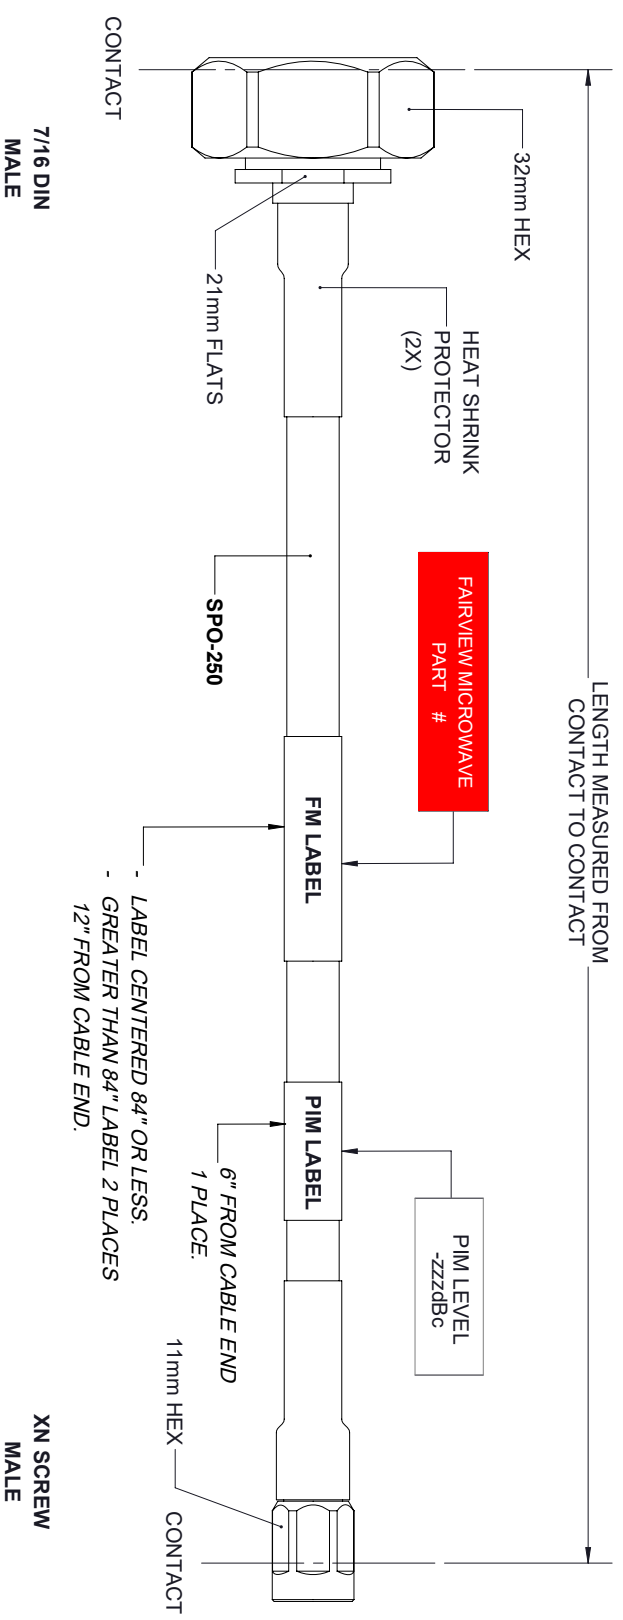 LENGTH MEASURED FROM
CONTACT TO CONTACT
32mm HEX
HEAT SHRINK
PROTECTOR
(2X)
FAIRVIEW MICROWAVE
PART #
PIM LEVEL
-zzzdBc
FM LABEL
PIM LABEL
CONTACT
21mm FLATS
SPO-250
- LABEL CENTERED 84" OR LESS.
- GREATER THAN 84" LABEL 2 PLACES
12" FROM CABLE END.
6" FROM CABLE END
1 PLACE.
11mm HEX
CONTACT
7/16 DIN
MALE
XN SCREW
MALE